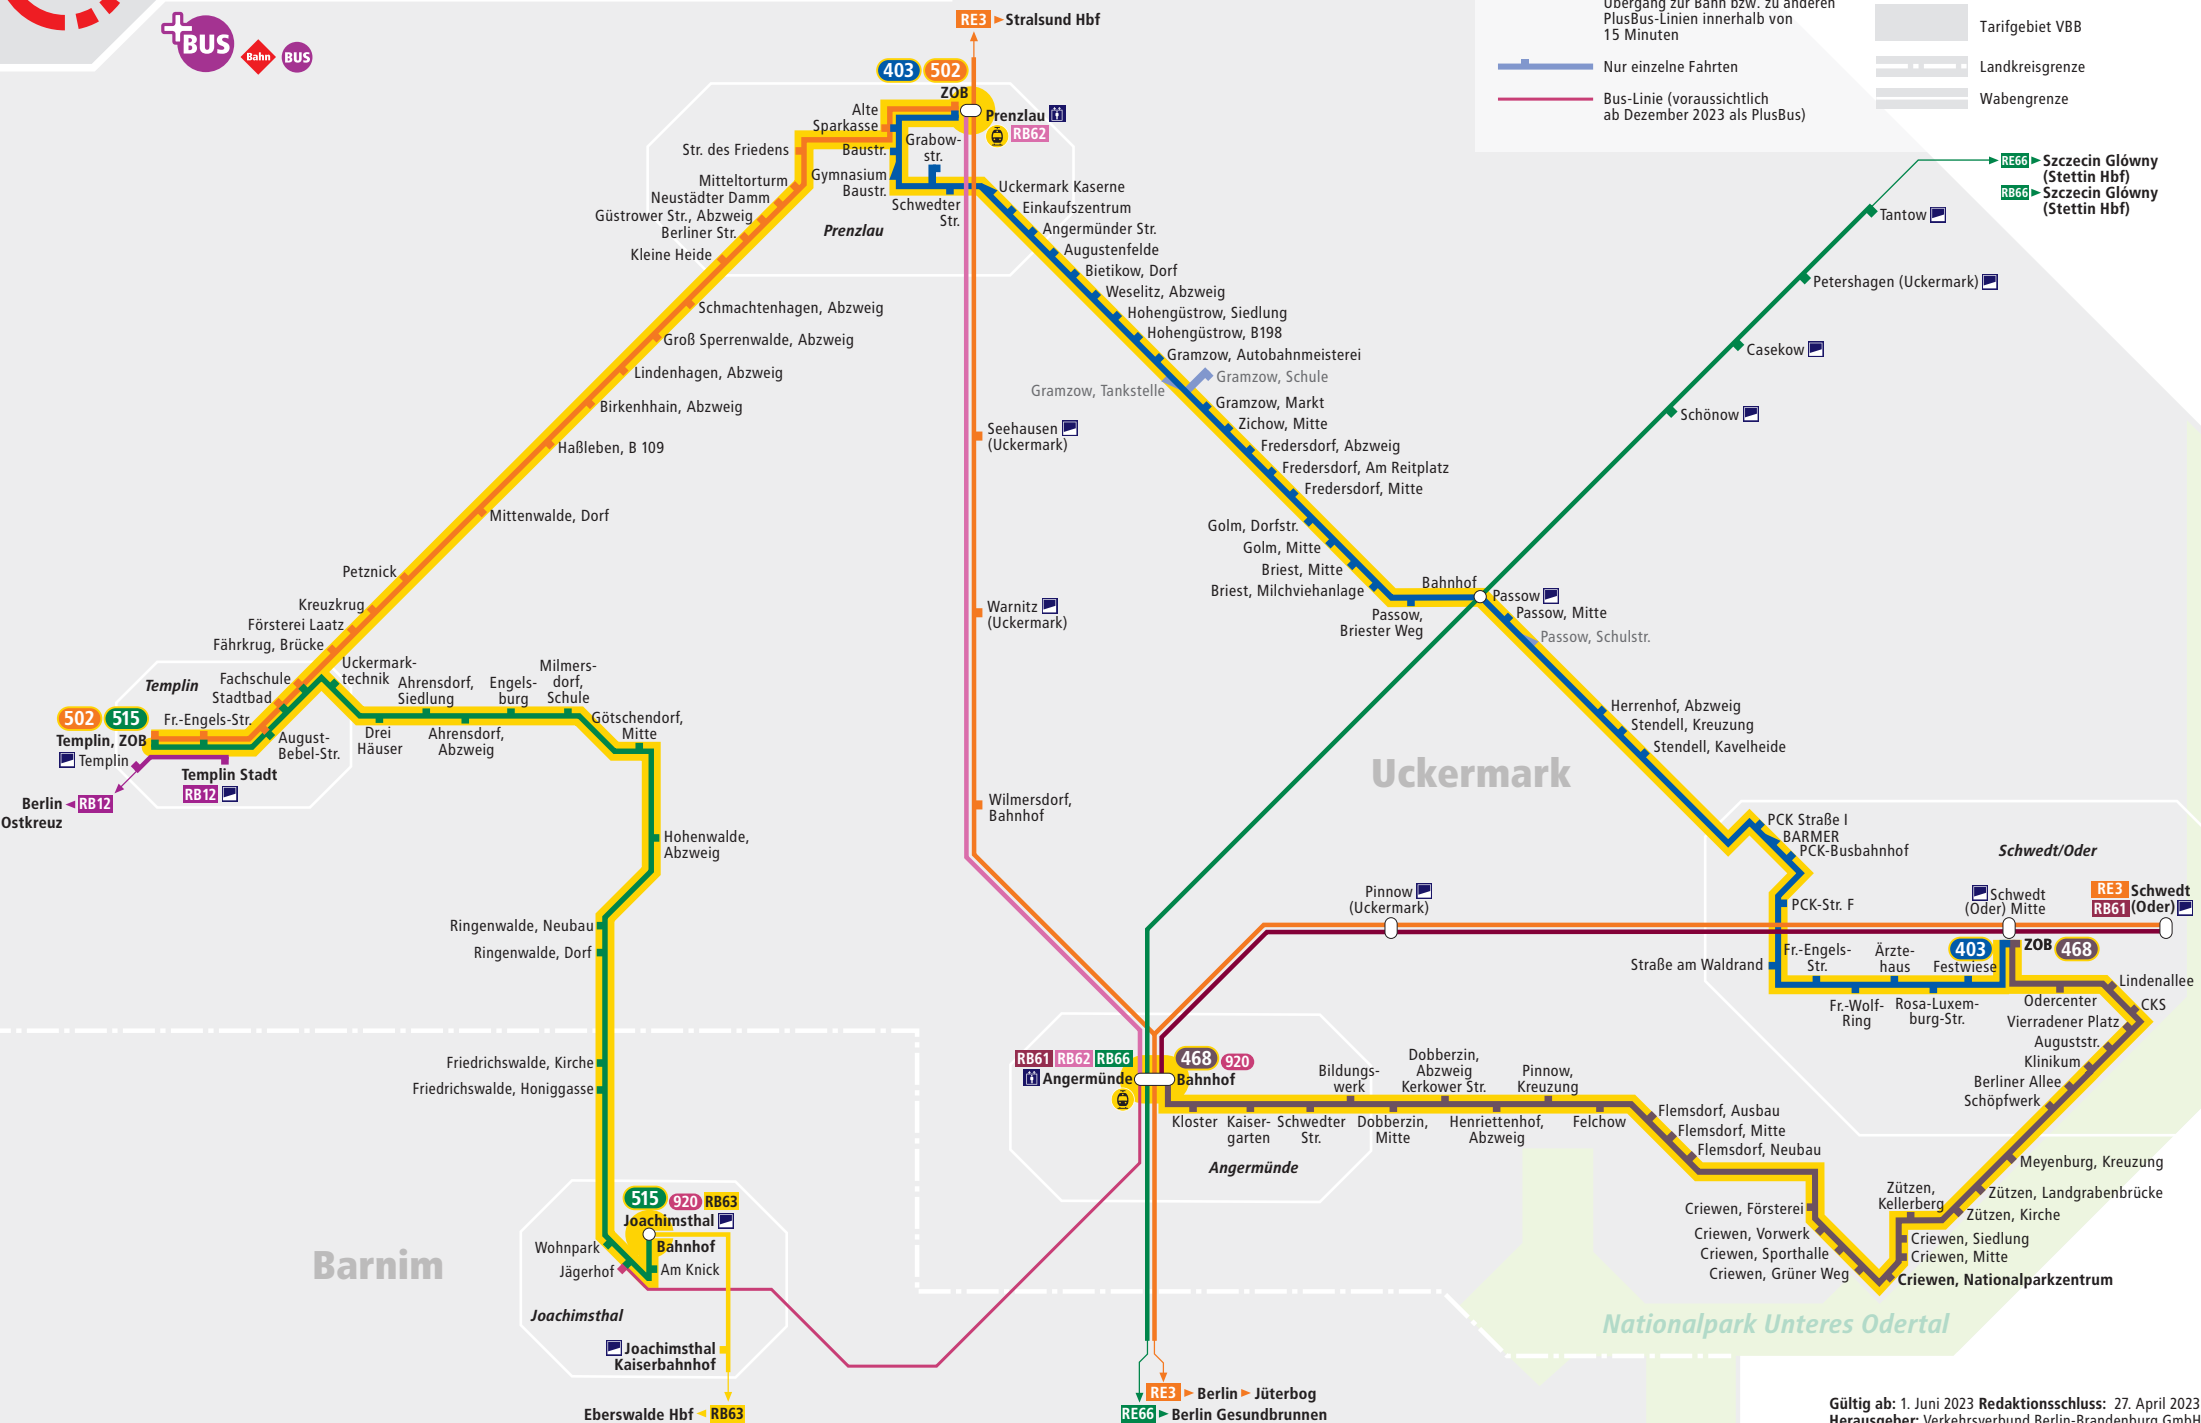 BUS
Bahn
BUS
RE3 Stralsund Hbf
403 502
ZOB
Prenzlau
RB62
Alte
Sparkasse
Str. des Friedens
Baustr.
Grabow-
str.
Mitteltorturm
Gymnasium
Baustr.
Neustädter Damm
Güstrower Str., Abzweig
Berliner Str.
Kleine Heide
Schwedter
Str.
Prenzlau
Uckermark Kaserne
Einkaufszentrum
Angermünder Str.
Augustenfelde
Bietikow, Dorf
Weselitz, Abzweig
Hohengüstrow, Siedlung
Hohengüstrow, B198
Gramzow, Autobahnmeisterei
Gramzow, Schule
Gramzow, Tankstelle
Gramzow, Markt
Zichow, Mitte
Fredersdorf, Abzweig
Fredersdorf, Am Reitplatz
Fredersdorf, Mitte
Golm, Dorfstr.
Golm, Mitte
Briest, Mitte
Briest, Milchviehanlage
Passow,
Briester Weg
Bahnhof
Passow
Passow, Mitte
Passow, Schulstr.
Herrenhof, Abzweig
Stendell, Kreuzung
Stendell, Kavelheide
Übergang zur Bahn bzw. zu anderen
PlusBus-Linien innerhalb von
15 Minuten
Nur einzelne Fahrten
Bus-Linie (voraussichtlich
ab Dezember 2023 als PlusBus)
Tarifgebiet VBB
Landkreisgrenze
Wabengrenze
RE66 Szczecin Glówny
(Stettin Hbf)
RB66 Szczecin Glówny
(Stettin Hbf)
Tantow
Petershagen (Uckermark)
Casekow
Schönow
Schmachtenhagen, Abzweig
Groß Sperrenwalde, Abzweig
Lindenhagen, Abzweig
Birkenhhain, Abzweig
Haßleben, B 109
Mittenwalde, Dorf
Petznick
Kreuzkrug
Försterei Laatz
Fährkrug, Brücke
Seehausen
(Uckermark)
Warnitz
(Uckermark)
Wilmersdorf,
Bahnhof
Templin
Fachschule
Stadtbad
Fr.-Engels-Str.
502 515
Templin, ZOB
Templin
Templin Stadt
RB12
Berlin RB12
Ostkreuz
August-
Bebel-Str.
Uckermark-
technik
Drei
Häuser
Ahrensdorf,
Siedlung
Ahrensdorf,
Abzweig
Engels-
burg
Milmers-
dorf,
Schule
Götschendorf,
Mitte
Hohenwalde,
Abzweig
Ringenwalde, Neubau
Ringenwalde, Dorf
Friedrichswalde, Kirche
Friedrichswalde, Honiggasse
Uckermark
PCK Straße I
BARMER
PCK-Busbahnhof
Schwedt/Oder
PCK-Str. F
Pinnow
(Uckermark)
Schwedt
(Oder) Mitte
RE3 Schwedt
RB61 (Oder)
Straße am Waldrand
Fr.-Engels-
Str.
Ärzte-
haus
403 ZOB 468
Festwiese
Fr.-Wolf-
Ring
Rosa-Luxem-
burg-Str.
Lindenallee
Odercenter
CKS
Vierradener Platz
Auguststr.
Klinikum
Berliner Allee
Schöpfwerk
Meyenburg, Kreuzung
Zützen, Landgrabenbrücke
Zützen, Kirche
Zützen,
Kellerberg
Criewen, Siedlung
Criewen, Mitte
Criewen, Nationalparkzentrum
Criewen, Försterei
Criewen, Vorwerk
Criewen, Sporthalle
Criewen, Grüner Weg
RB61 RB62 RB66
468 920
Angermünde
Bahnhof
Kloster
Kaiser-
garten
Schwedter
Str.
Bildungs-
werk
Dobberzin,
Mitte
Dobberzin,
Abzweig
Kerkower Str.
Henriettenhof,
Abzweig
Pinnow,
Kreuzung
Felchow
Flemsdorf, Ausbau
Flemsdorf, Mitte
Flemsdorf, Neubau
Angermünde
515 920 RB63
Joachimsthal
Bahnhof
Wohnpark
Jägerhof
Am Knick
Joachimsthal
Barnim
Joachimsthal
Kaiserbahnhof
Eberswalde Hbf RB63
RE3 Berlin Jüterbog
RE66 Berlin Gesundbrunnen
Nationalpark Unteres Odertal
Gültig ab: 1. Juni 2023 Redaktionsschluss: 27. April 2023
Herausgeber: Verkehrsverbund Berlin-Brandenburg GmbH